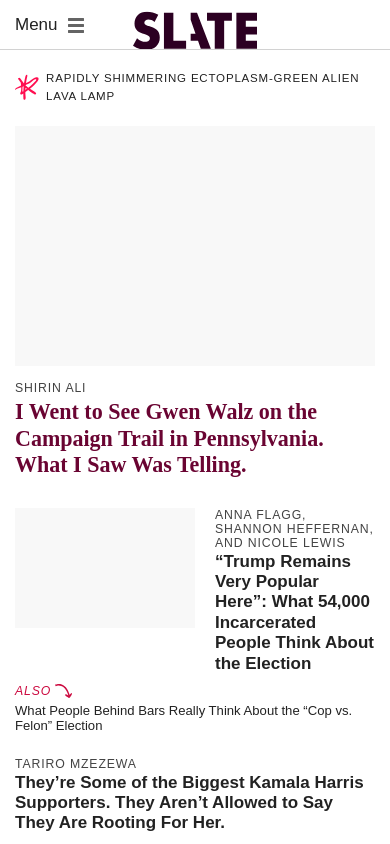 Menu
SLATE
RAPIDLY SHIMMERING ECTOPLASM-GREEN ALIEN
LAVA LAMP
SHIRIN ALI
I Went to See Gwen Walz on the
Campaign Trail in Pennsylvania.
What I Saw Was Telling.
ANNA FLAGG,
SHANNON HEFFERNAN,
AND NICOLE LEWIS
“Trump Remains
Very Popular
Here”: What 54,000
Incarcerated
People Think About
the Election
ALSO
What People Behind Bars Really Think About the “Cop vs.
Felon” Election
TARIRO MZEZEWA
They’re Some of the Biggest Kamala Harris
Supporters. They Aren’t Allowed to Say
They Are Rooting For Her.